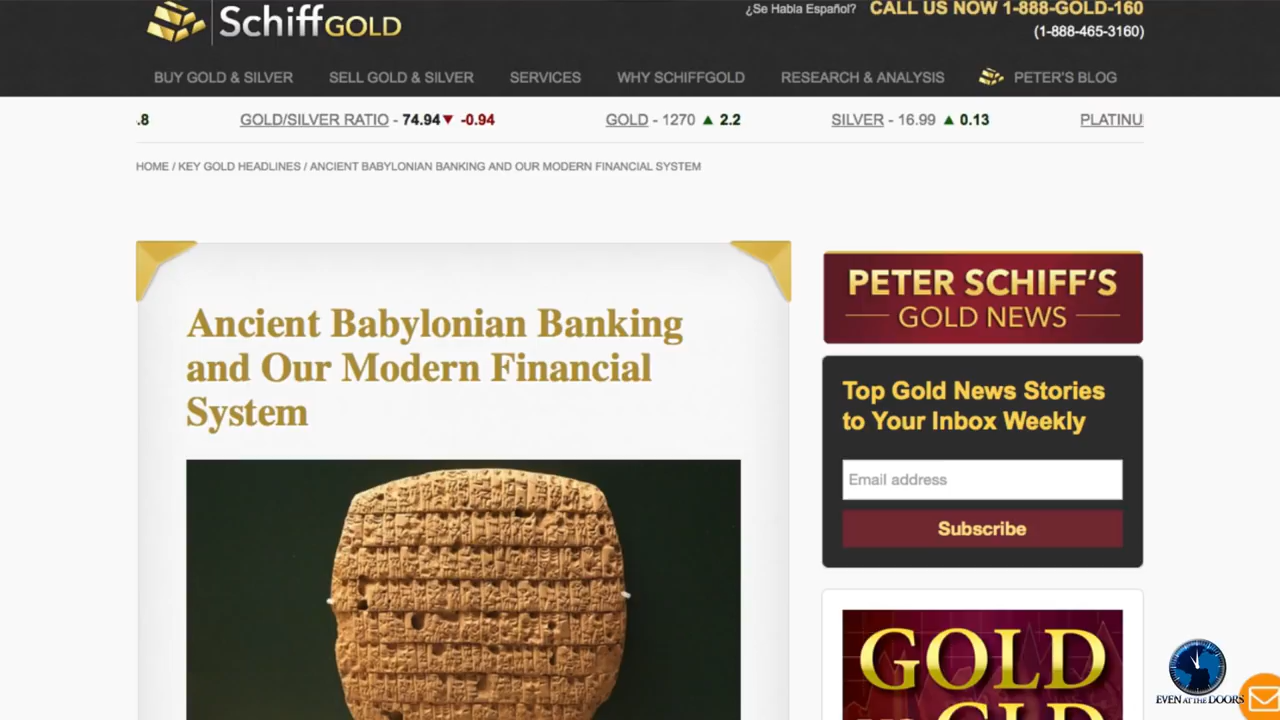 SchiffGOLD
¿Se Habla Español? CALL US NOW 1-888-GOLD-160
(1-888-465-3160)
BUY GOLD & SILVER SELL GOLD & SILVER SERVICES WHY SCHIFFGOLD RESEARCH & ANALYSIS PETER'S BLOG
.8 GOLD/SILVER RATIO - 74.94▼ -0.94 GOLD - 1270 ▲ 2.2 SILVER - 16.99 ▲ 0.13 PLATINU
HOME / KEY GOLD HEADLINES / ANCIENT BABYLONIAN BANKING AND OUR MODERN FINANCIAL SYSTEM
Ancient Babylonian Banking
and Our Modern Financial
System
PETER SCHIFF'S
GOLD NEWS
Top Gold News Stories
to Your Inbox Weekly
Email address
Subscribe
GOLD
EVEN AT THE DOORS